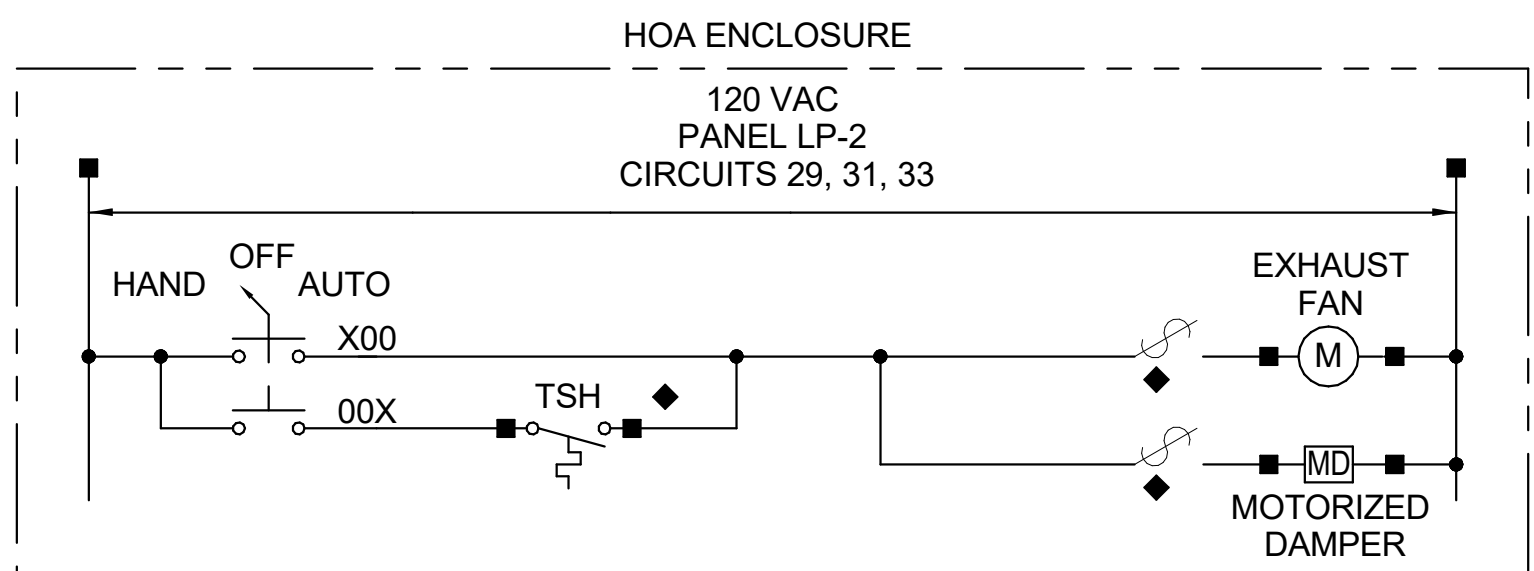 HOA ENCLOSURE
120 VAC
PANEL LP-2
CIRCUITS 29, 31, 33
HAND
OFF
AUTO
X00
00X
TSH
EXHAUST
FAN
M
MD
MOTORIZED
DAMPER